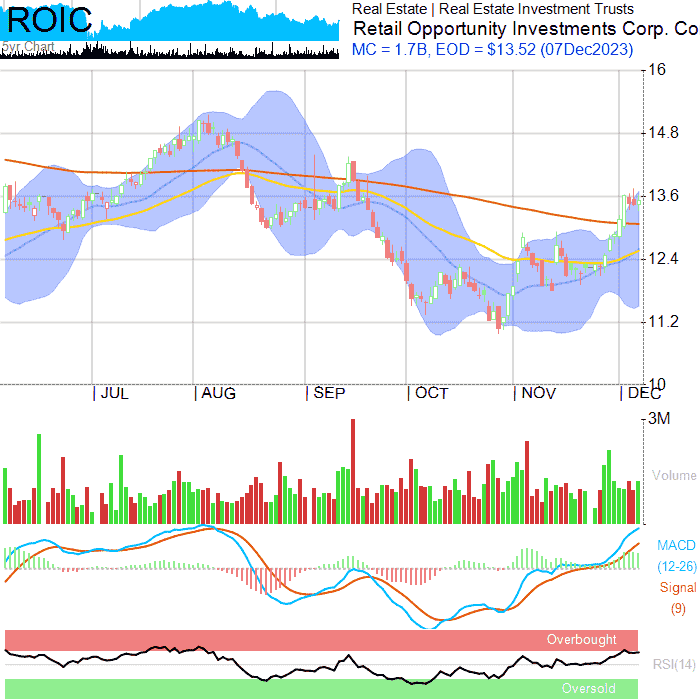 ROIC
5yr Chart
Real Estate | Real Estate Investment Trusts
Retail Opportunity Investments Corp. Co
MC = 1.7B, EOD = $13.52 (07Dec2023)
16
14.8
13.6
12.4
11.2
10
JUL AUG SEP OCT NOV DEC
3M
Volume
MACD
(12-26)
Signal
(9)
Overbought
RSI(14)
Oversold